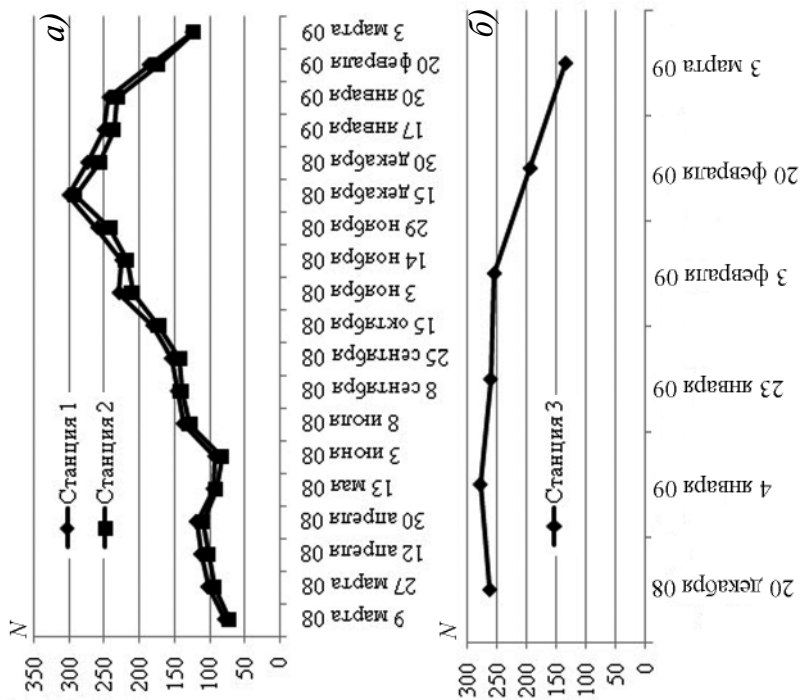 а)
N
350
300
250
200
150
100
50
0
Станция 1
Станция 2
9 марта 08
27 марта 08
12 апреля 08
30 апреля 08
13 мая 08
3 июня 08
8 июля 08
8 сентября 08
25 сентября 08
15 октября 08
3 ноября 08
14 ноября 08
29 ноября 08
15 декабря 08
30 декабря 08
17 января 09
30 января 09
20 февраля 09
3 марта 09
б)
N
300
250
200
150
100
50
0
Станция 3
20 декабря 08
4 января 09
23 января 09
3 февраля 09
20 февраля 09
3 марта 09